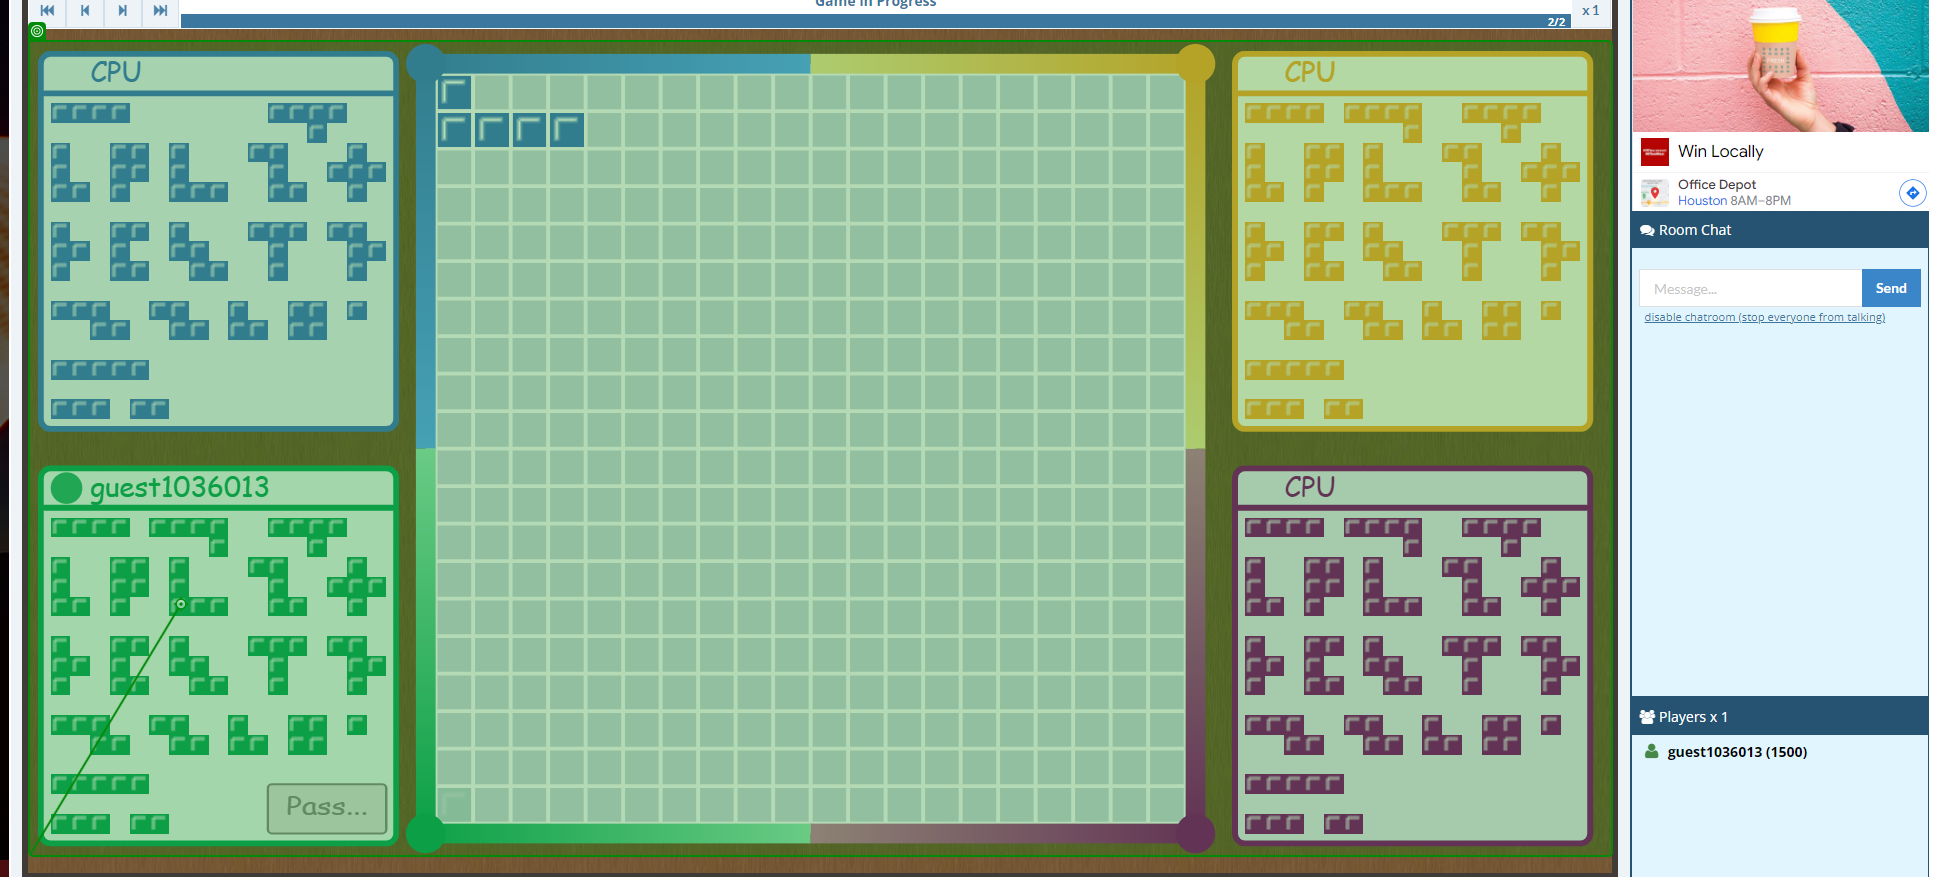 Game in Progress
x 1
2/2
CPU
CPU
guest1036013
Pass...
CPU
Win Locally
Office Depot
Houston 8AM–8PM
Room Chat
Message...
Send
disable chatroom (stop everyone from talking)
Players x 1
guest1036013 (1500)